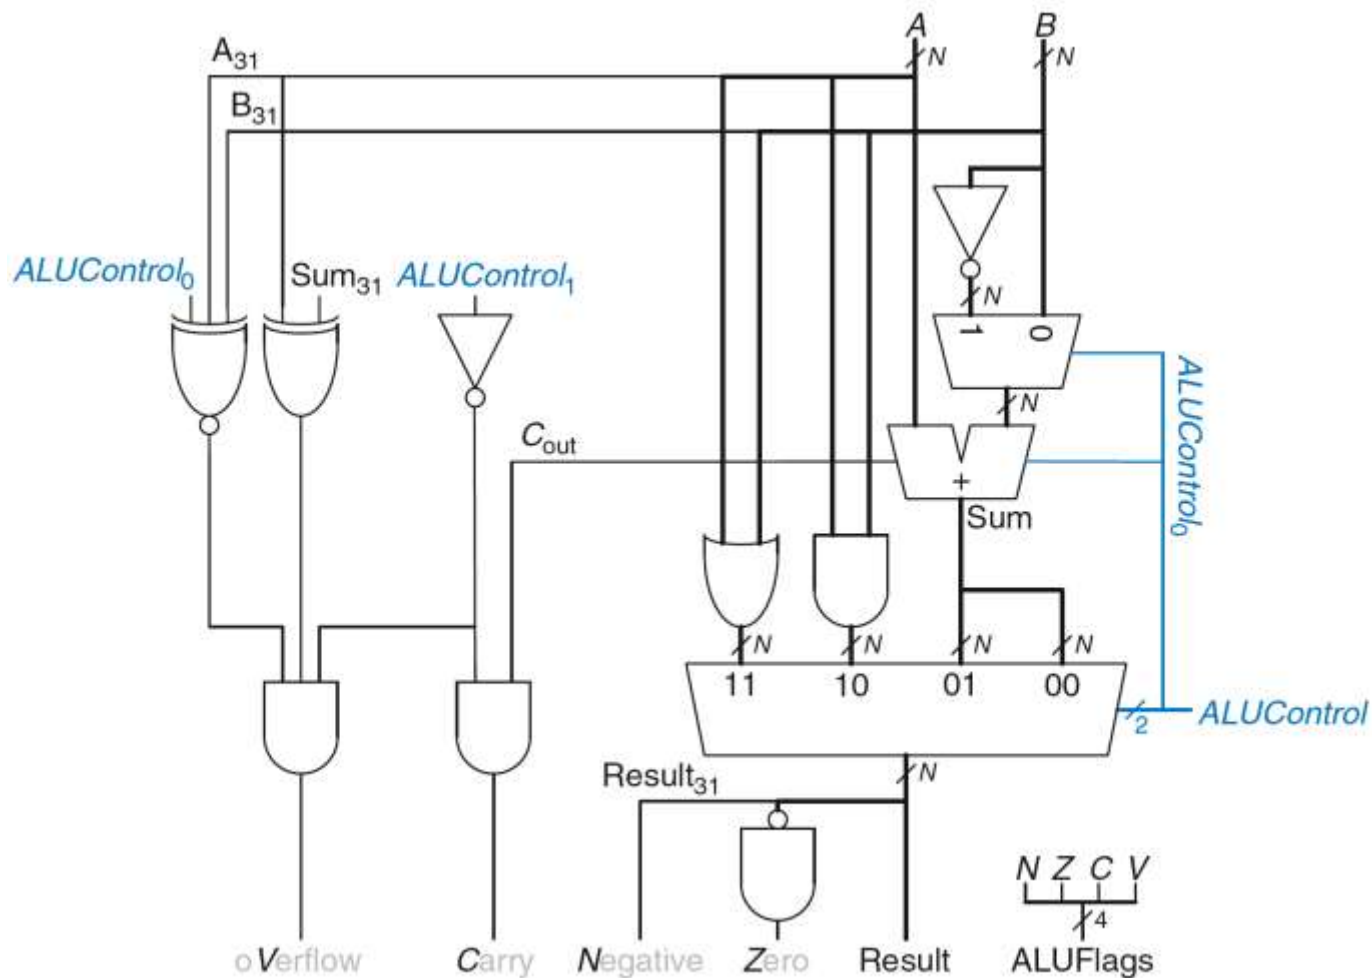 A B
A₃₁ N N
B₃₁
ALUControl₀ Sum₃₁ ALUControl₁
N
1 0
ALUControl₀
N
C_out
+
Sum
N N N N
11 10 01 00
2 ALUControl
Result₃₁ N
N Z C V
4
oVerflow Carry Negative Zero Result ALUFlags